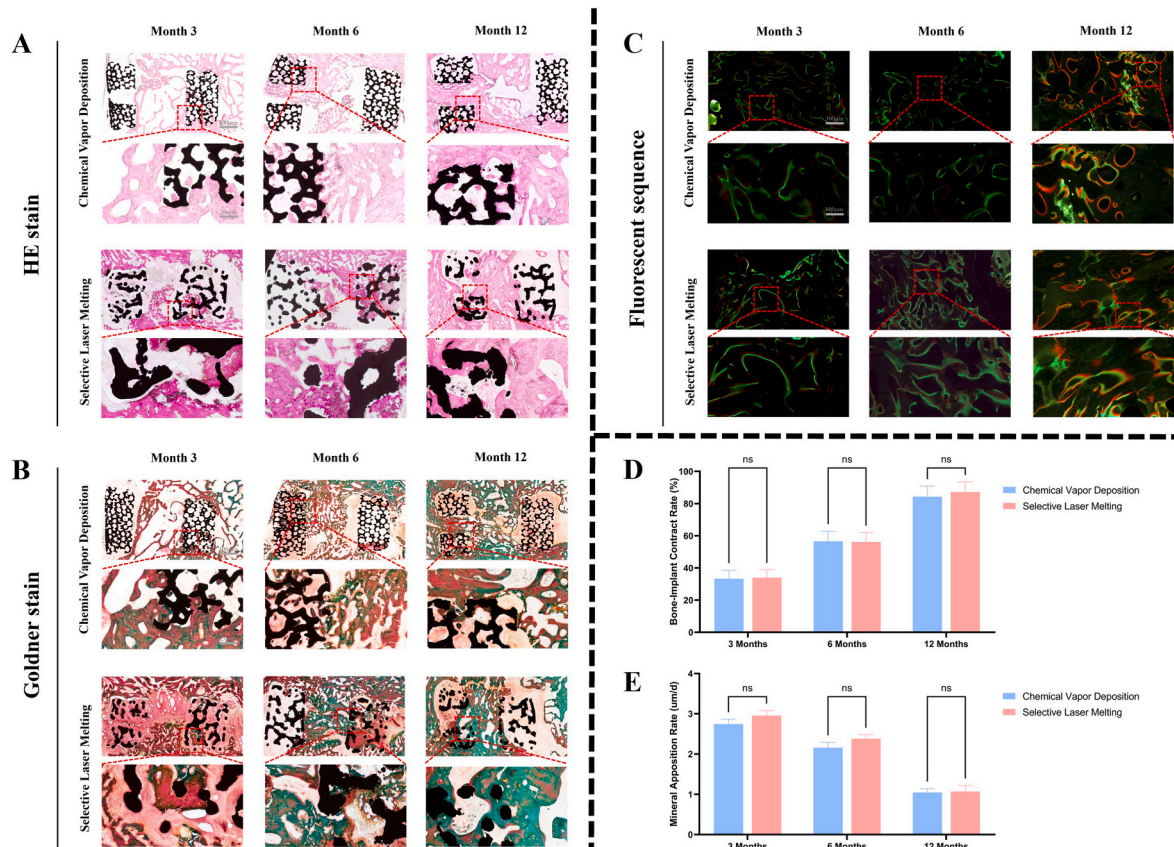 A
Month 3
Month 6
Month 12
HE stain
Chemical Vapor Deposition
Selective Laser Melting
B
Month 3
Month 6
Month 12
Goldner stain
Chemical Vapor Deposition
Selective Laser Melting
C
Month 3
Month 6
Month 12
Fluorescent sequence
Chemical Vapor Deposition
Selective Laser Melting
D
Bone-Implant Contract Rate (%)
100
80
60
40
20
0
ns
ns
ns
3 Months
6 Months
12 Months
Chemical Vapor Deposition
Selective Laser Melting
E
Mineral Apposition Rate (um/d)
4
3
2
1
0
ns
ns
ns
3 Months
6 Months
12 Months
Chemical Vapor Deposition
Selective Laser Melting